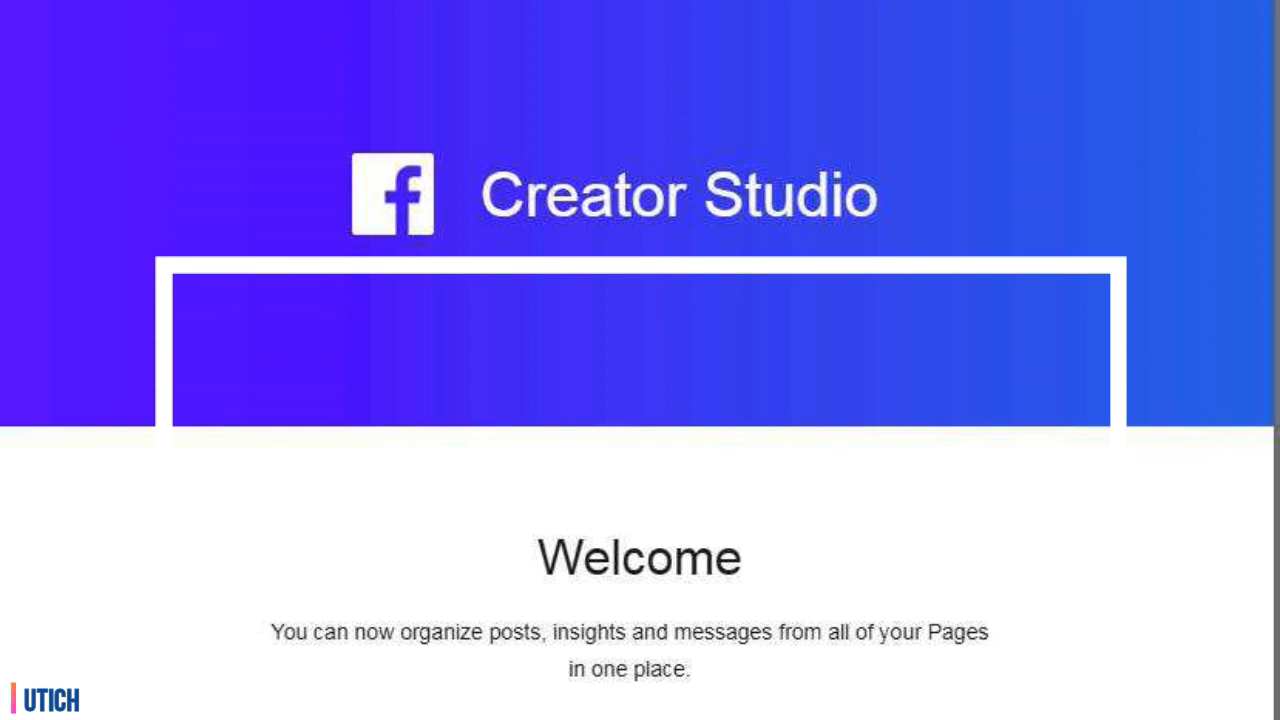 Creator Studio
Welcome
You can now organize posts, insights and messages from all of your Pages
in one place.
UTICH